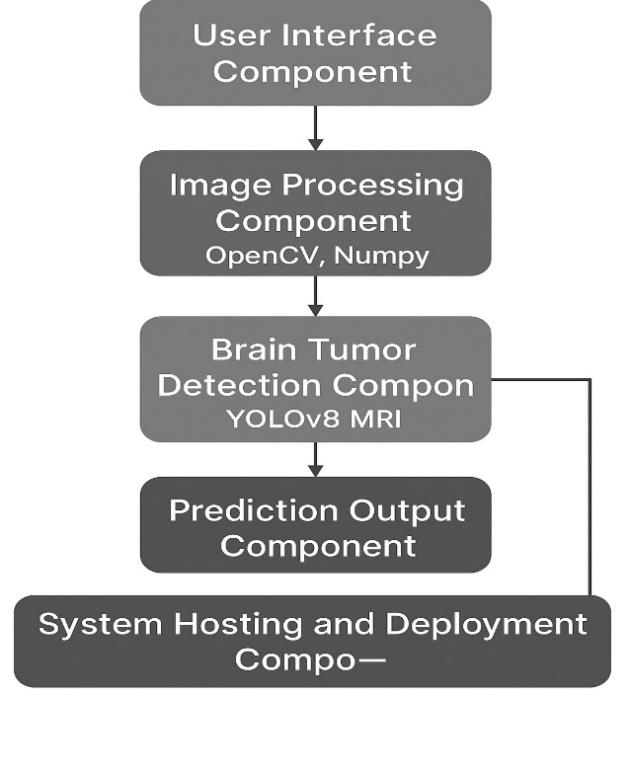 User Interface
Component
Image Processing
Component
OpenCV, Numpy
Brain Tumor
Detection Compon
YOLOv8 MRI
Prediction Output
Component
System Hosting and Deployment
Compo—